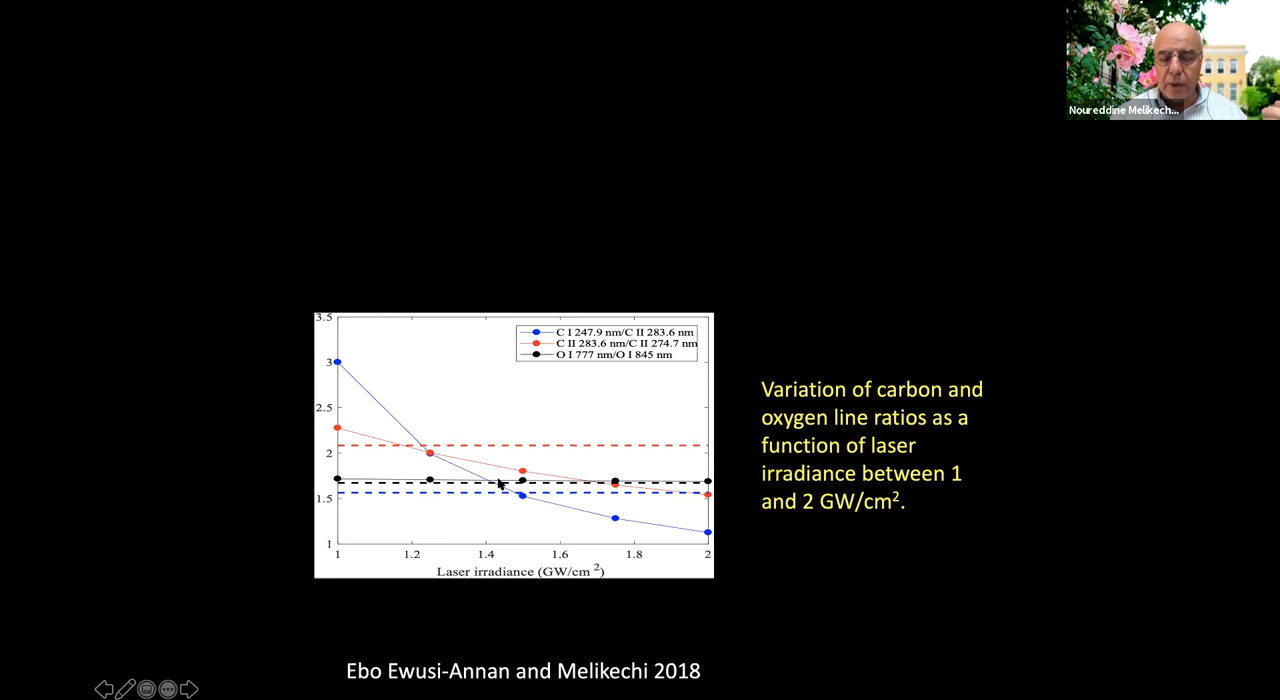 Noureddine Melikech...
3.5
3
2.5
2
1.5
1
C I 247.9 nm/C II 283.6 nm
C II 283.6 nm/C II 274.7 nm
O I 777 nm/O I 845 nm
1 1.2 1.4 1.6 1.8 2
Laser irradiance (GW/cm 2)
Variation of carbon and
oxygen line ratios as a
function of laser
irradiance between 1
and 2 GW/cm².
Ebo Ewusi-Annan and Melikechi 2018